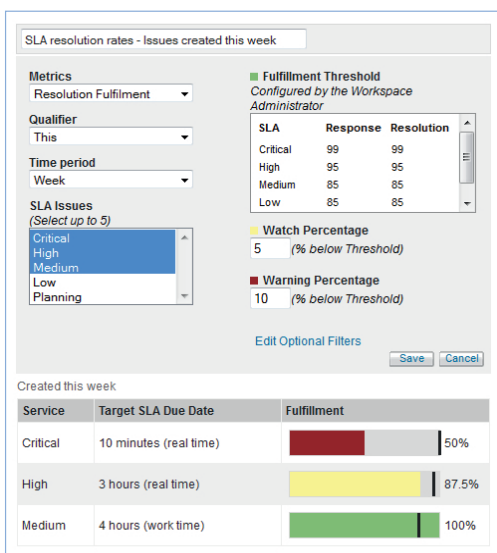 SLA resolution rates - Issues created this week
Metrics
Resolution Fulfilment
Qualifier
This
Time period
Week
SLA Issues
(Select up to 5)
Critical
High
Medium
Low
Planning
Fulfillment Threshold
Configured by the Workspace
Administrator
SLA Response Resolution
Critical 99 99
High 95 95
Medium 85 85
Low 85 85
Watch Percentage
5 (% below Threshold)
Warning Percentage
10 (% below Threshold)
Edit Optional Filters
Save Cancel
Created this week
Service Target SLA Due Date Fulfillment
Critical 10 minutes (real time) 50%
High 3 hours (real time) 87.5%
Medium 4 hours (work time) 100%